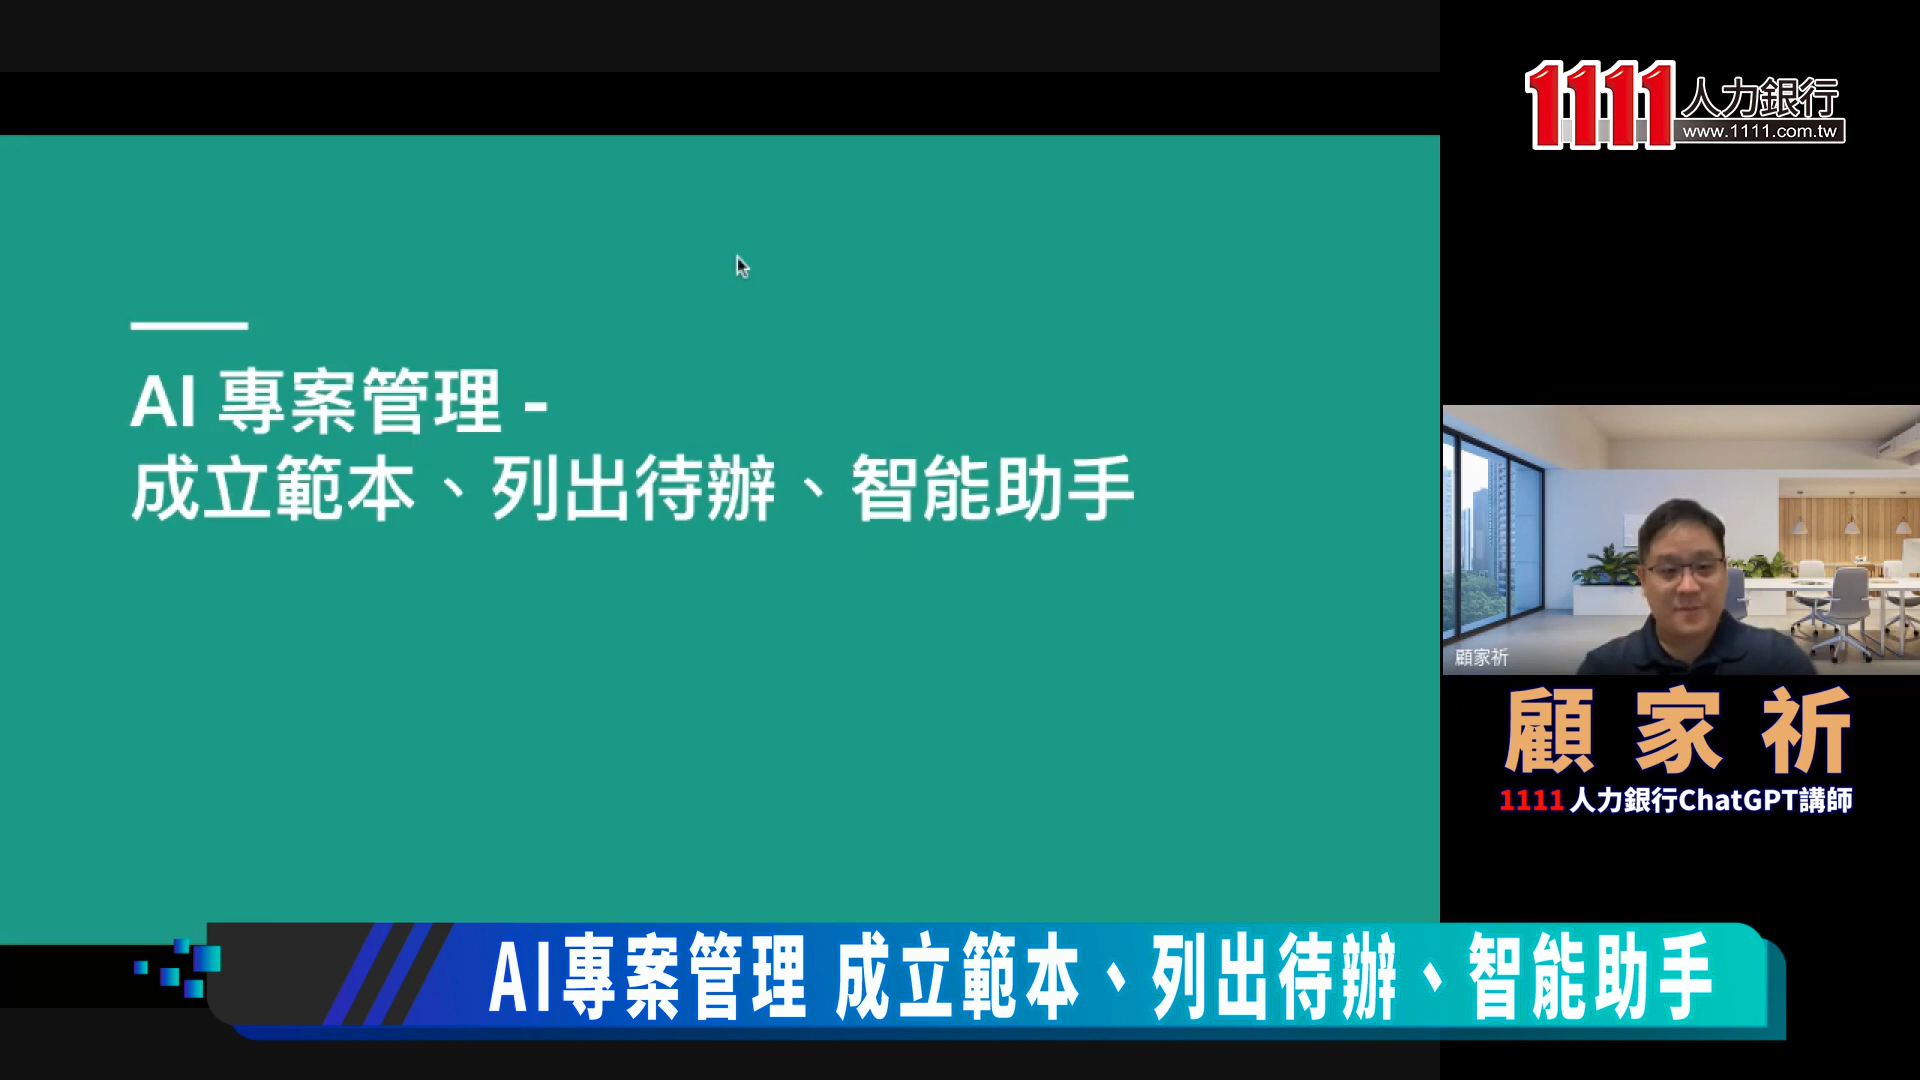 1111人力銀行
www.1111.com.tw
AI 專案管理 -
成立範本、列出待辦、智能助手
顧家祈
顧家祈
1111人力銀行ChatGPT講師
AI專案管理 成立範本、列出待辦、智能助手